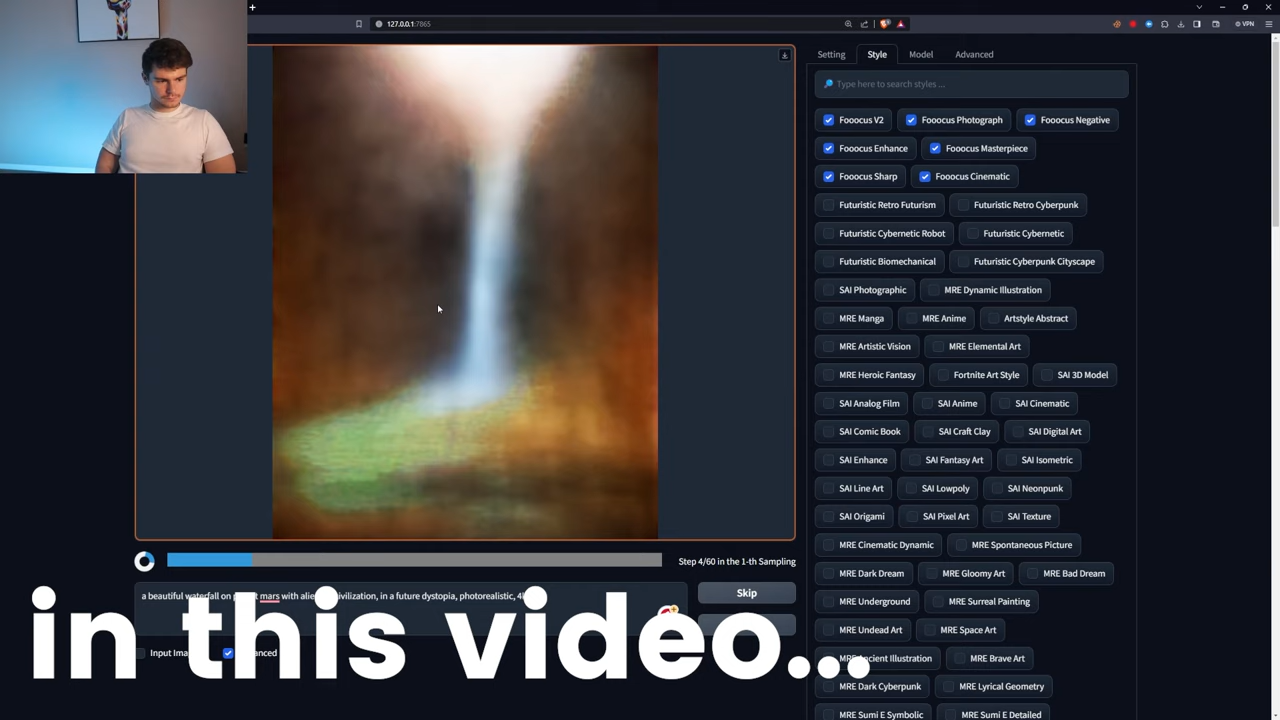 127.0.0.1:7865
VPN
Setting
Style
Model
Advanced
Type here to search styles ...
Fooocus V2
Fooocus Photograph
Fooocus Negative
Fooocus Enhance
Fooocus Masterpiece
Fooocus Sharp
Fooocus Cinematic
Futuristic Retro Futurism
Futuristic Retro Cyberpunk
Futuristic Cybernetic Robot
Futuristic Cybernetic
Futuristic Biomechanical
Futuristic Cyberpunk Cityscape
SAI Photographic
MRE Dynamic Illustration
MRE Manga
MRE Anime
Artstyle Abstract
MRE Artistic Vision
MRE Elemental Art
MRE Heroic Fantasy
Fortnite Art Style
SAI 3D Model
SAI Analog Film
SAI Anime
SAI Cinematic
SAI Comic Book
SAI Craft Clay
SAI Digital Art
SAI Enhance
SAI Fantasy Art
SAI Isometric
SAI Line Art
SAI Lowpoly
SAI Neonpunk
SAI Origami
SAI Pixel Art
SAI Texture
MRE Cinematic Dynamic
MRE Spontaneous Picture
MRE Dark Dream
MRE Gloomy Art
MRE Bad Dream
MRE Underground
MRE Surreal Painting
MRE Undead Art
MRE Space Art
Ancient Illustration
MRE Brave Art
MRE Dark Cyberpunk
MRE Lyrical Geometry
MRE Sumi E Symbolic
MRE Sumi E Detailed
Step 4/60 in the 1-th Sampling
a beautiful waterfall on mars with in a future dystopia, photorealistic,
Skip
Input
in this video...